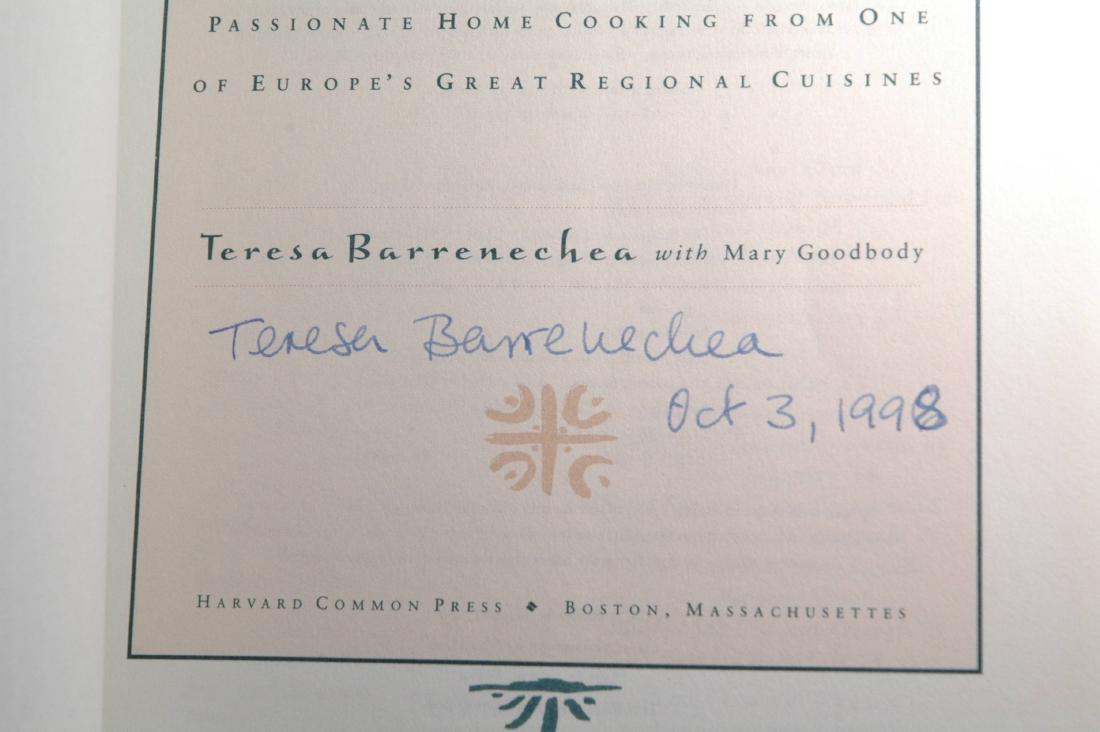 Passionate Home Cooking from One
of Europe's Great Regional Cuisines
Teresa Barrenechea with Mary Goodbody
Teresa Barrenechea
Oct 3, 1998
Harvard Common Press ◆ Boston, Massachusettes